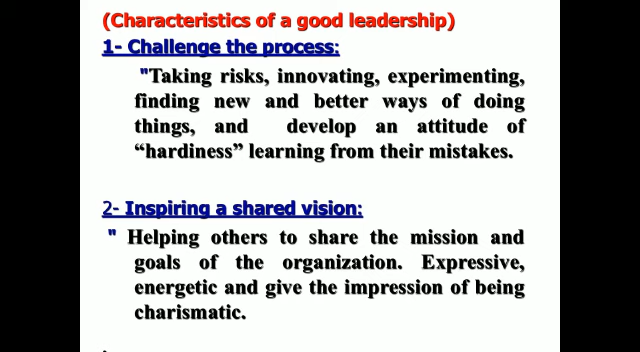 (Characteristics of a good leadership)
1- Challenge the process:
"Taking risks, innovating, experimenting,
finding new and better ways of doing
things, and develop an attitude of
“hardiness” learning from their mistakes.
2- Inspiring a shared vision:
" Helping others to share the mission and
goals of the organization. Expressive,
energetic and give the impression of being
charismatic.
.